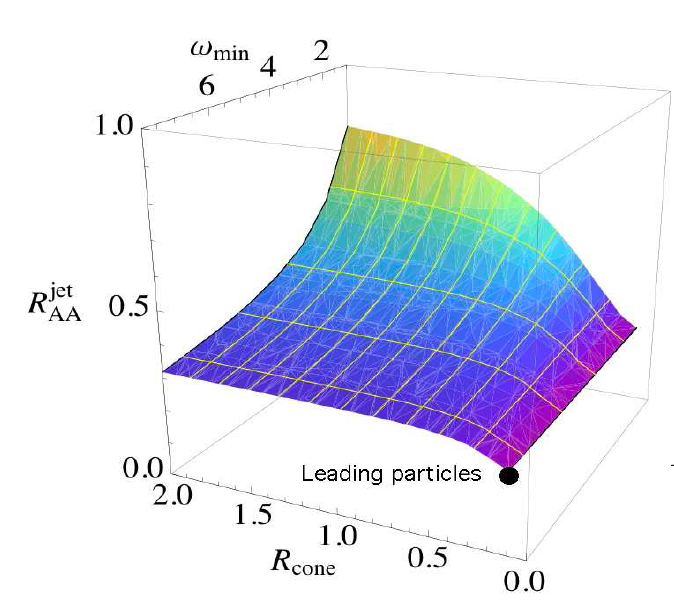 ω_min
6 4 2
1.0
R_AA^jet
0.5
0.0
Leading particles
2.0 1.5 1.0 0.5 0.0
R_cone